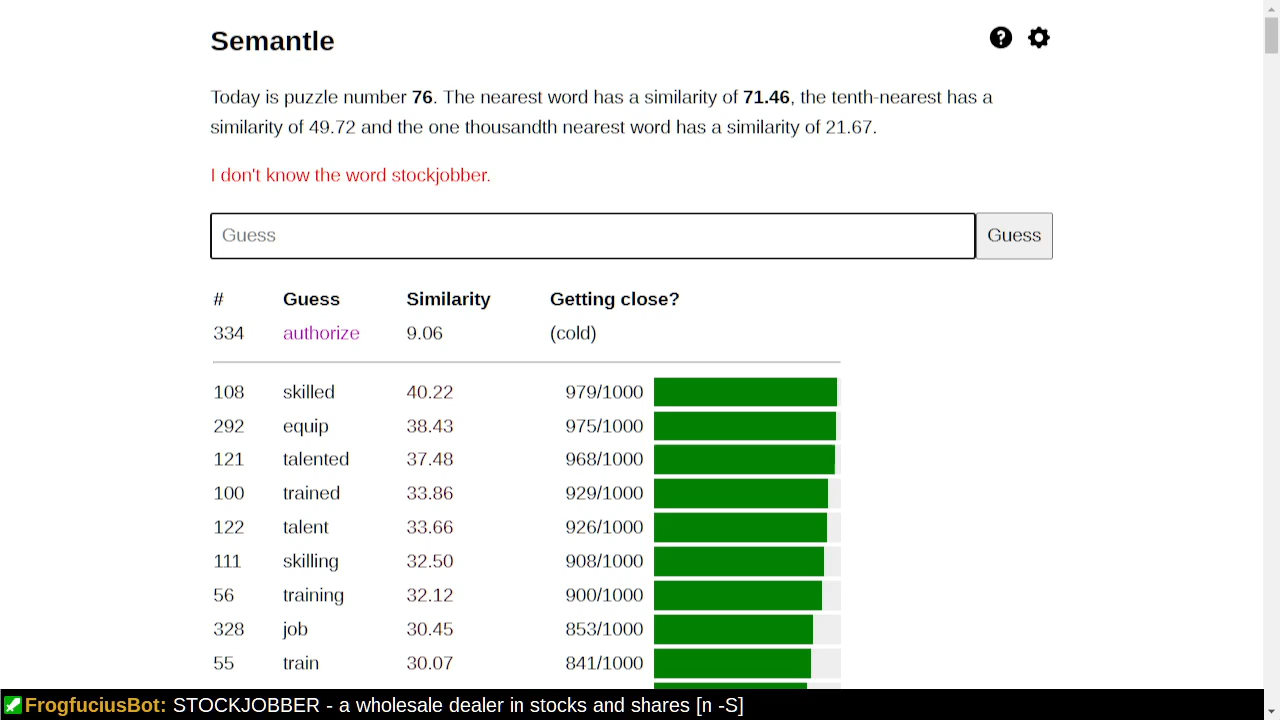 Semantle
Today is puzzle number 76. The nearest word has a similarity of 71.46, the tenth-nearest has a
similarity of 49.72 and the one thousandth nearest word has a similarity of 21.67.
I don't know the word stockjobber.
Guess Guess
# Guess Similarity Getting close?
334 authorize 9.06 (cold)
108 skilled 40.22 979/1000
292 equip 38.43 975/1000
121 talented 37.48 968/1000
100 trained 33.86 929/1000
122 talent 33.66 926/1000
111 skilling 32.50 908/1000
56 training 32.12 900/1000
328 job 30.45 853/1000
55 train 30.07 841/1000
FrogfuciusBot: STOCKJOBBER - a wholesale dealer in stocks and shares [n -S]